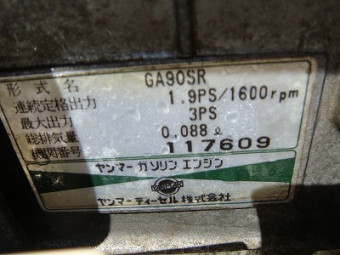 形式名 GA90SR
連続定格出力 1.9PS/1600rpm
最大出力 3PS
総排気量 0.088ℓ
機関番号 117609
ヤンマーガソリンエンジン
ヤンマーディーゼル株式会社